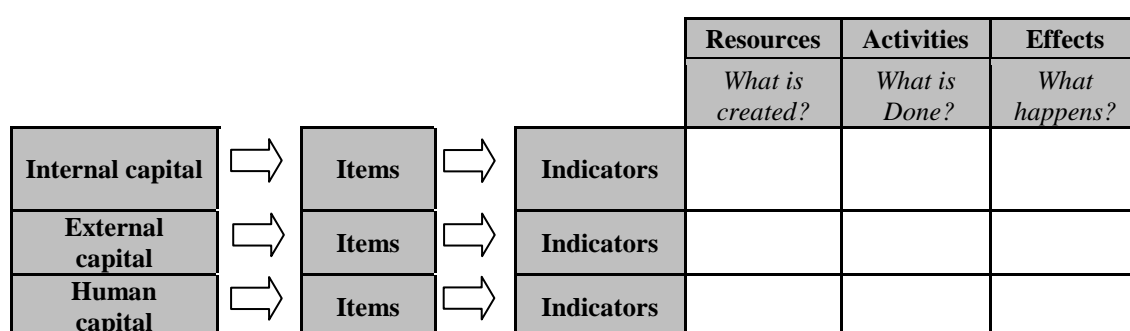 Resources Activities Effects
What is What is What
created? Done? happens?
Internal capital Items Indicators
External
capital Items Indicators
Human
capital Items Indicators